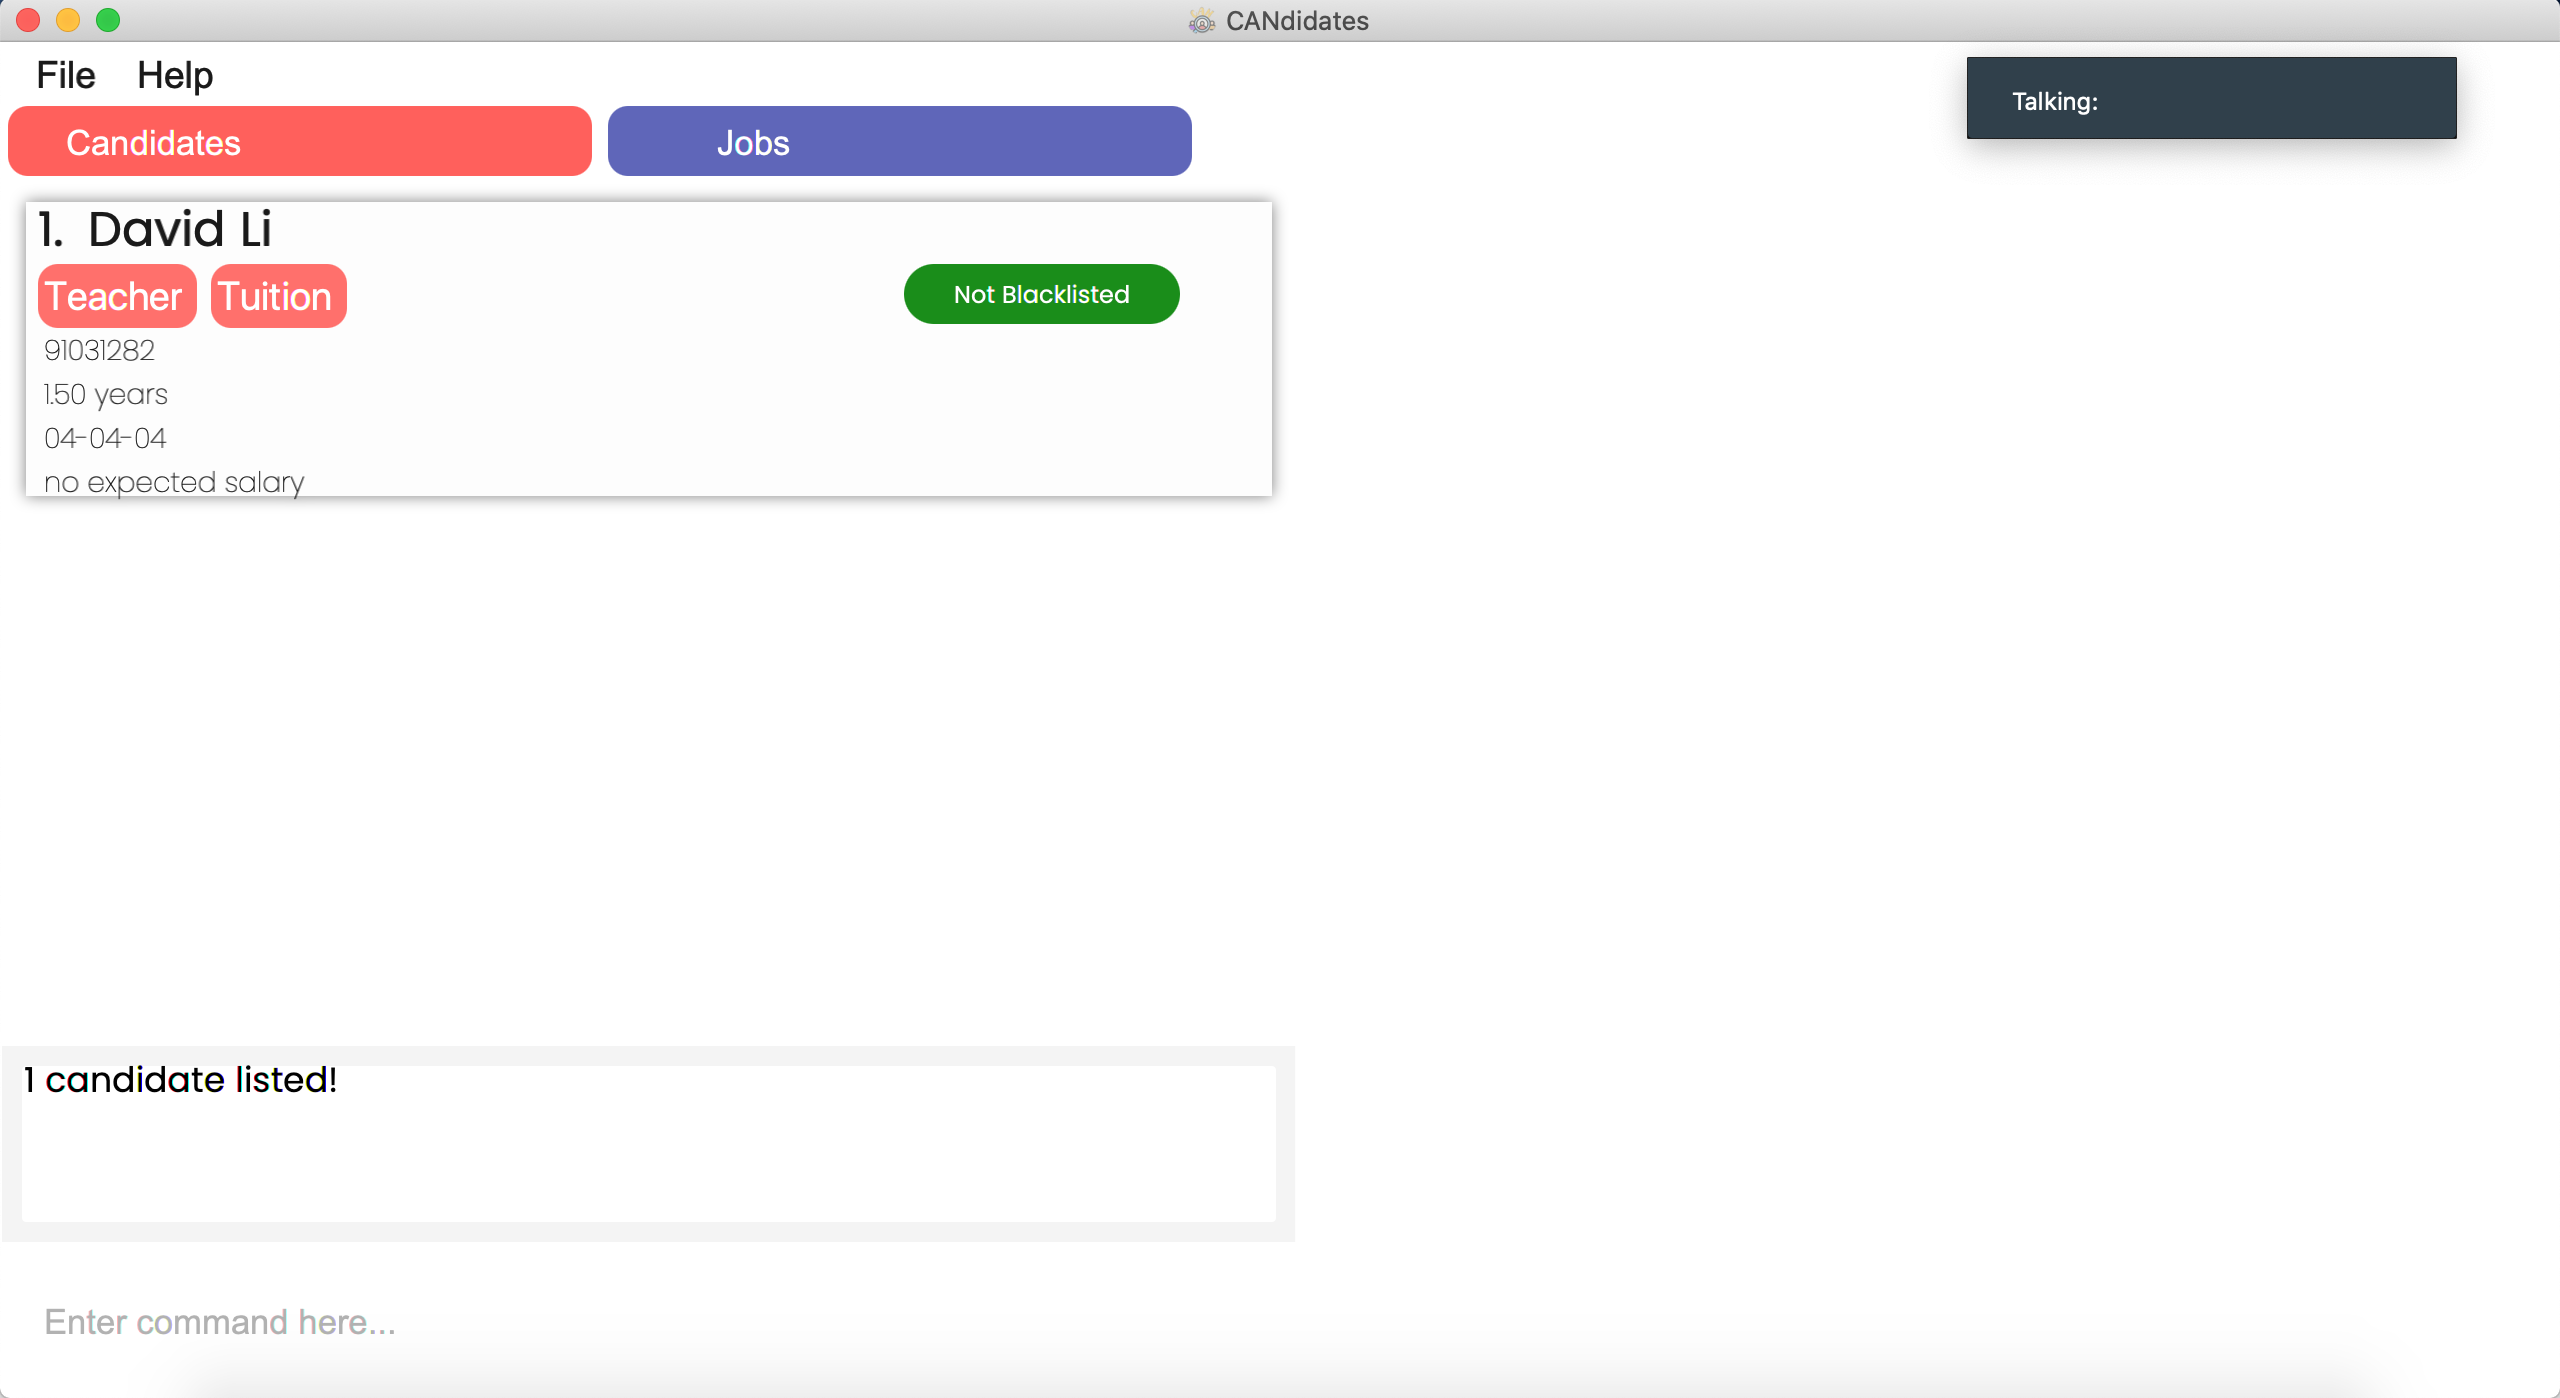 CANdidates
File Help
Talking:
Candidates Jobs
1. David Li
Teacher Tuition Not Blacklisted
91031282
1.50 years
04-04-04
no expected salary
1 candidate listed!
Enter command here...